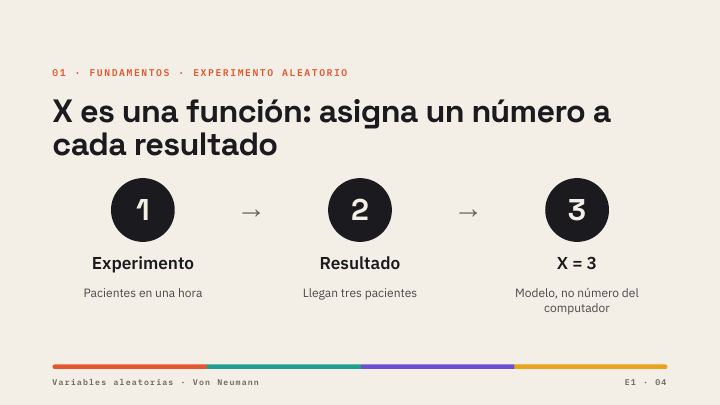 01 · FUNDAMENTOS · EXPERIMENTO ALEATORIO
X es una función: asigna un número a
cada resultado
1 → 2 → 3
Experimento
Resultado
X = 3
Pacientes en una hora
Llegan tres pacientes
Modelo, no número del
computador
Variables aleatorias · Von Neumann
E1 · 04